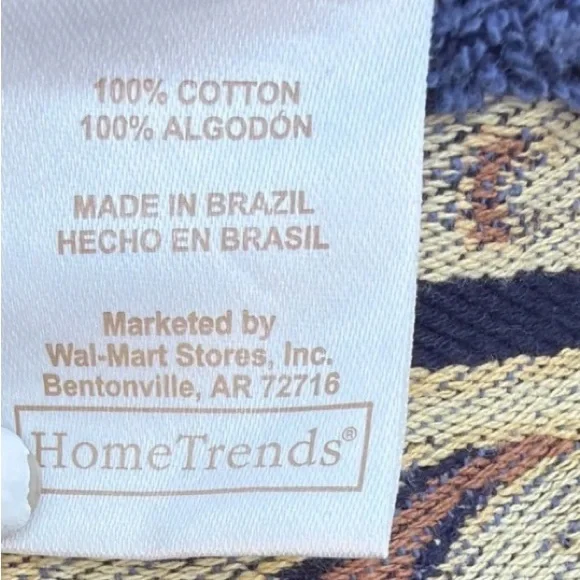 100% COTTON
100% ALGODÓN
MADE IN BRAZIL
HECHO EN BRASIL
Marketed by
Wal-Mart Stores, Inc.
Bentonville, AR 72716
HomeTrends®